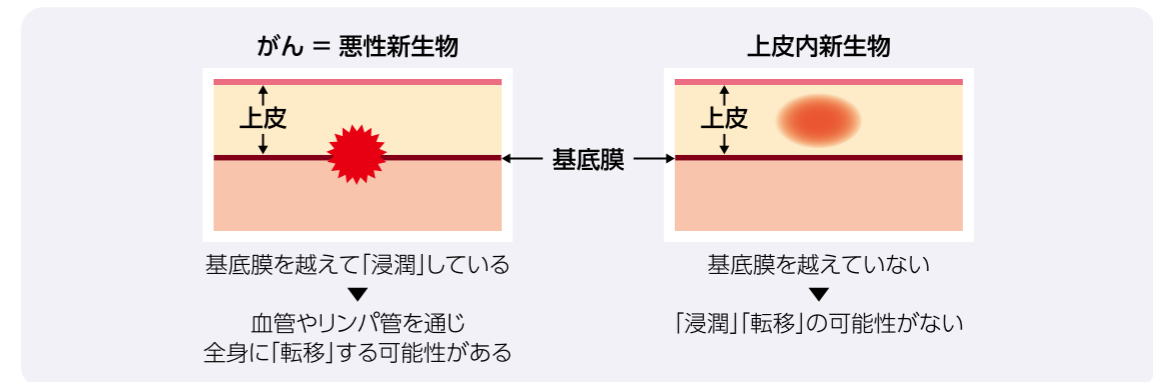 がん = 悪性新生物
上皮
基底膜を越えて「浸潤」している
▼
血管やリンパ管を通じ
全身に「転移」する可能性がある
基底膜
上皮内新生物
上皮
基底膜を越えていない
▼
「浸潤」「転移」の可能性がない